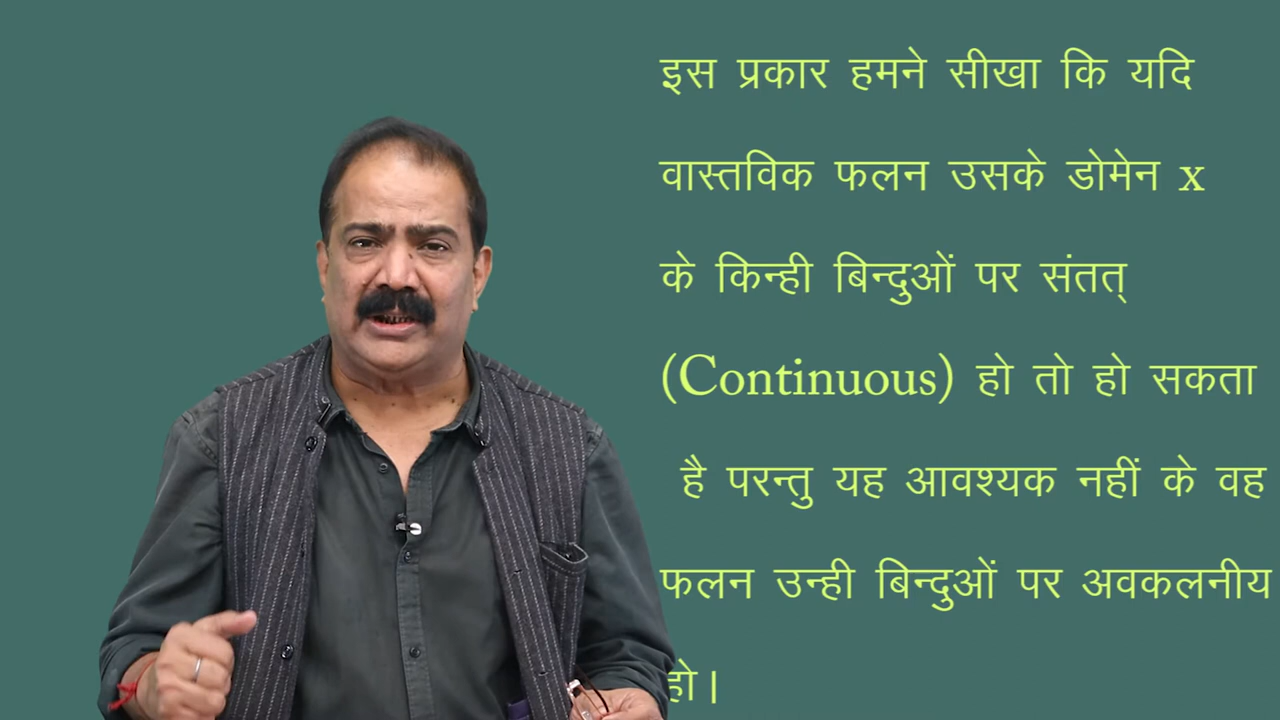 इस प्रकार हमने सीखा कि यदि
वास्तविक फलन उसके डोमेन x
के किन्ही बिन्दुओं पर संतत्
(Continuous) हो तो हो सकता
है परन्तु यह आवश्यक नहीं के वह
फलन उन्ही बिन्दुओं पर अवकलनीय
हो।